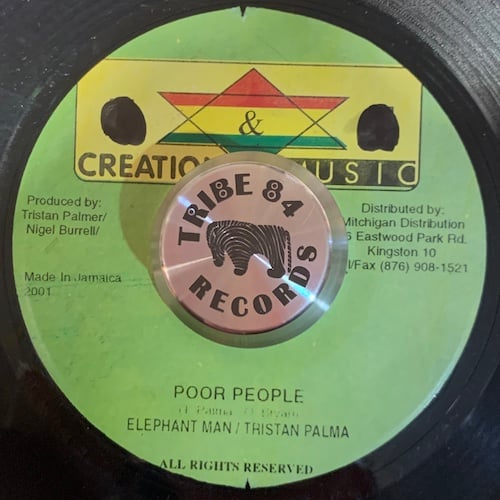 &
CREATION
MUSIC
Produced by:
Tristan Palmer/
Nigel Burrell/
Made In Jamaica
2001
Distributed by:
Mitchigan Distribution
6 Eastwood Park Rd.
Kingston 10
l/Fax (876) 908-1521
TRIBE 84
RECORDS
POOR PEOPLE
ELEPHANT MAN / TRISTAN PALMA
ALL RIGHTS RESERVED